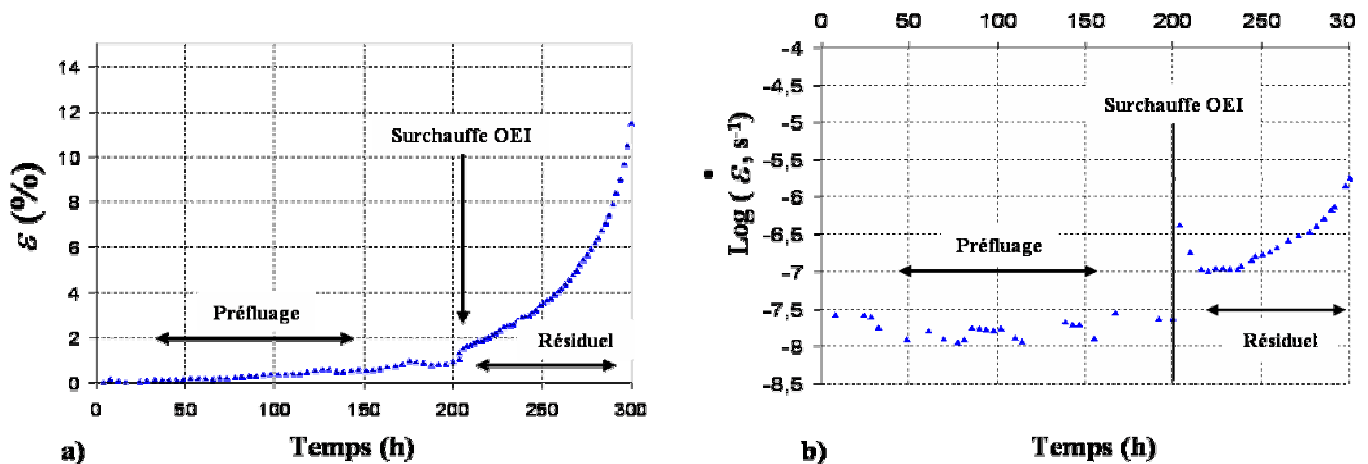 14
12
10
8
6
4
2
0
0 50 100 150 200 250 300
ε (%)
Surchauffe OEI
Préfluage
Résiduel
Temps (h)
a)
0 50 100 150 200 250 30
-4
-4,5
-5
-5,5
-6
-6,5
-7
-7,5
-8
-8,5
Log ( ε̇, s⁻¹)
Surchauffe OEI
Préfluage
Résiduel
Temps (h)
b)